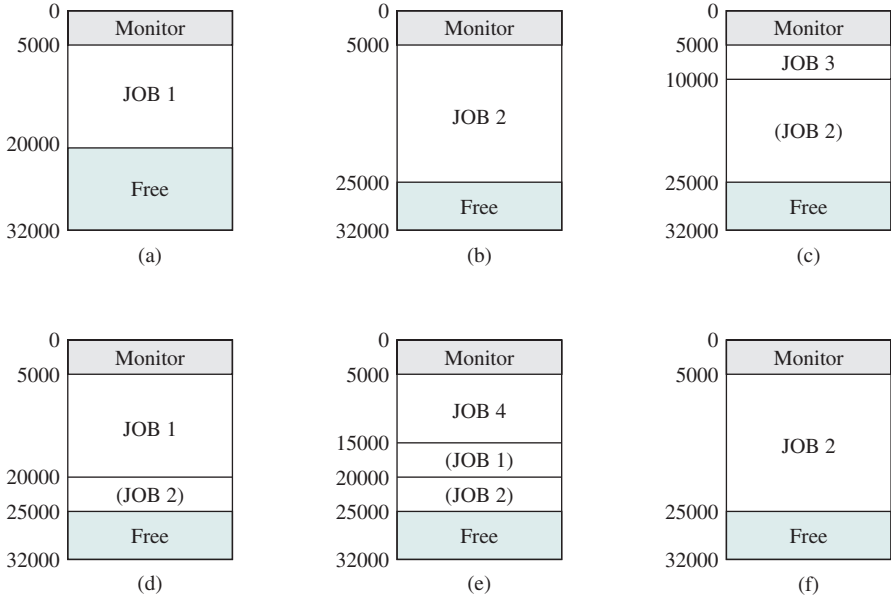 0
Monitor
5000
JOB 1
20000
Free
32000
(a)
0
Monitor
5000
JOB 2
25000
Free
32000
(b)
0
Monitor
5000
JOB 3
10000
(JOB 2)
25000
Free
32000
(c)
0
Monitor
5000
JOB 1
20000
(JOB 2)
25000
Free
32000
(d)
0
Monitor
5000
JOB 4
15000
(JOB 1)
20000
(JOB 2)
25000
Free
32000
(e)
0
Monitor
5000
JOB 2
25000
Free
32000
(f)